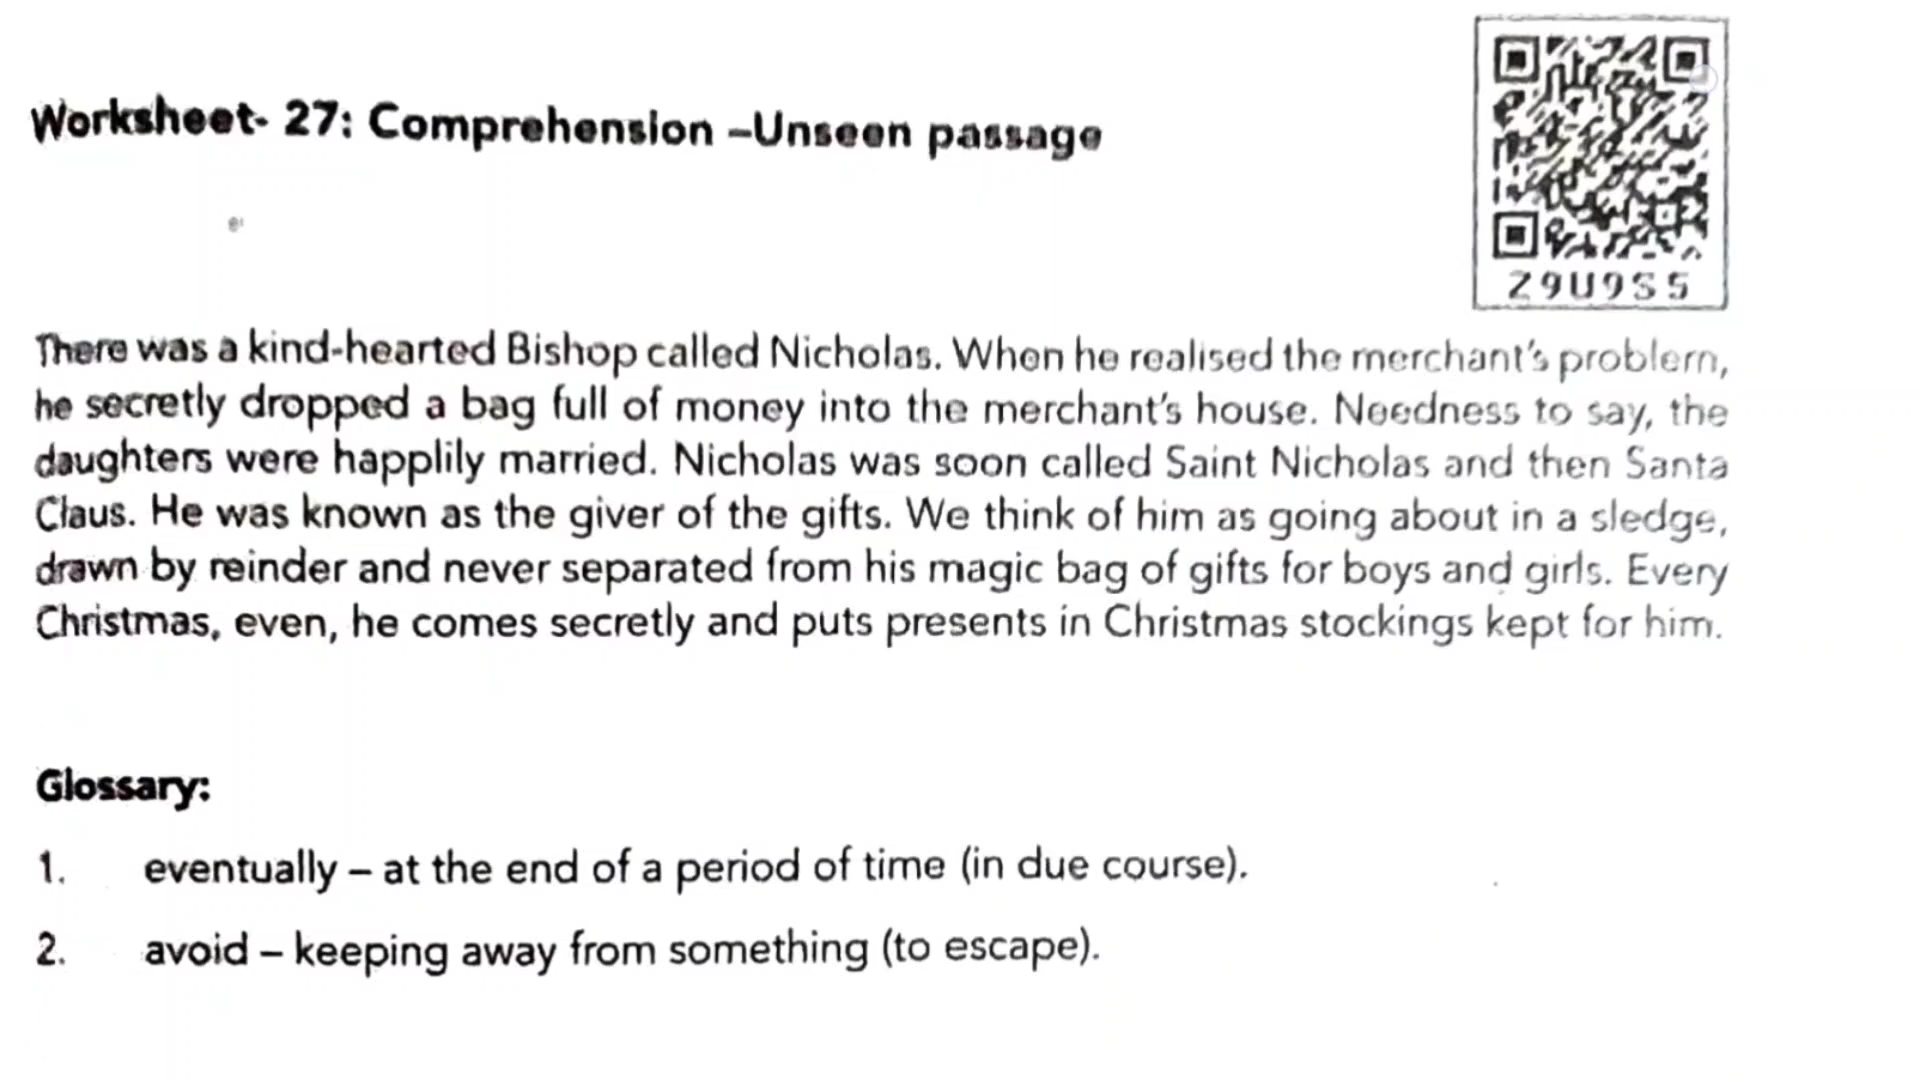 Worksheet- 27: Comprehension –Unseen passage
Z9U9S5
There was a kind-hearted Bishop called Nicholas. When he realised the merchant's problem,
he secretly dropped a bag full of money into the merchant's house. Needness to say, the
daughters were happlily married. Nicholas was soon called Saint Nicholas and then Santa
Claus. He was known as the giver of the gifts. We think of him as going about in a sledge,
drawn by reinder and never separated from his magic bag of gifts for boys and girls. Every
Christmas, even, he comes secretly and puts presents in Christmas stockings kept for him.
Glossary:
1. eventually – at the end of a period of time (in due course).
2. avoid – keeping away from something (to escape).